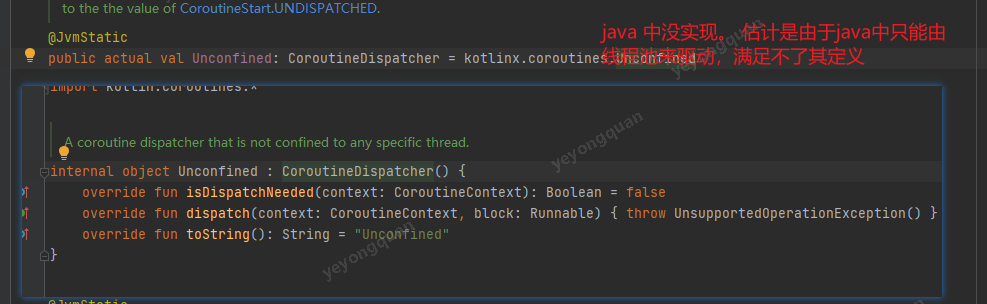 to the the value of CoroutineStart.UNDISPATCHED.
@JvmStatic
java 中没实现。 估计是由于java中只能由
线程池来驱动，满足不了其定义
public actual val Unconfined: CoroutineDispatcher = kotlinx.coroutines.Unconfined
import kotlin.coroutines.*
A coroutine dispatcher that is not confined to any specific thread.
internal object Unconfined : CoroutineDispatcher() {
override fun isDispatchNeeded(context: CoroutineContext): Boolean = false
override fun dispatch(context: CoroutineContext, block: Runnable) { throw UnsupportedOperationException() }
override fun toString(): String = "Unconfined"
}
@JvmStatic
yeyongquan
yeyongquan
yeyongquan